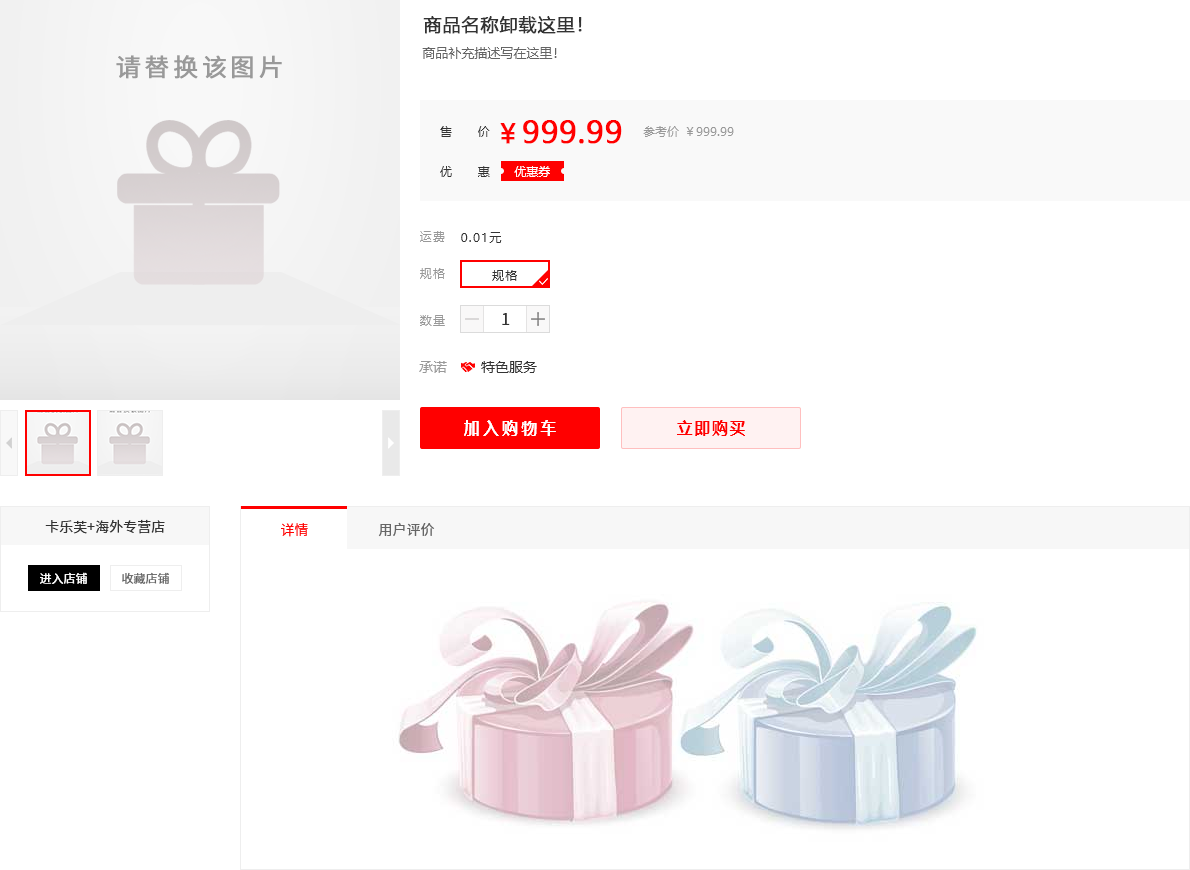 请替换该图片
商品名称卸载这里！
商品补充描述写在这里！
售 价 ¥ 999.99 参考价 ¥ 999.99
优 惠 优惠券
运费 0.01元
规格 规格
数量 1
承诺 特色服务
加入购物车 立即购买
卡乐芙+海外专营店
进入店铺 收藏店铺
详情 用户评价